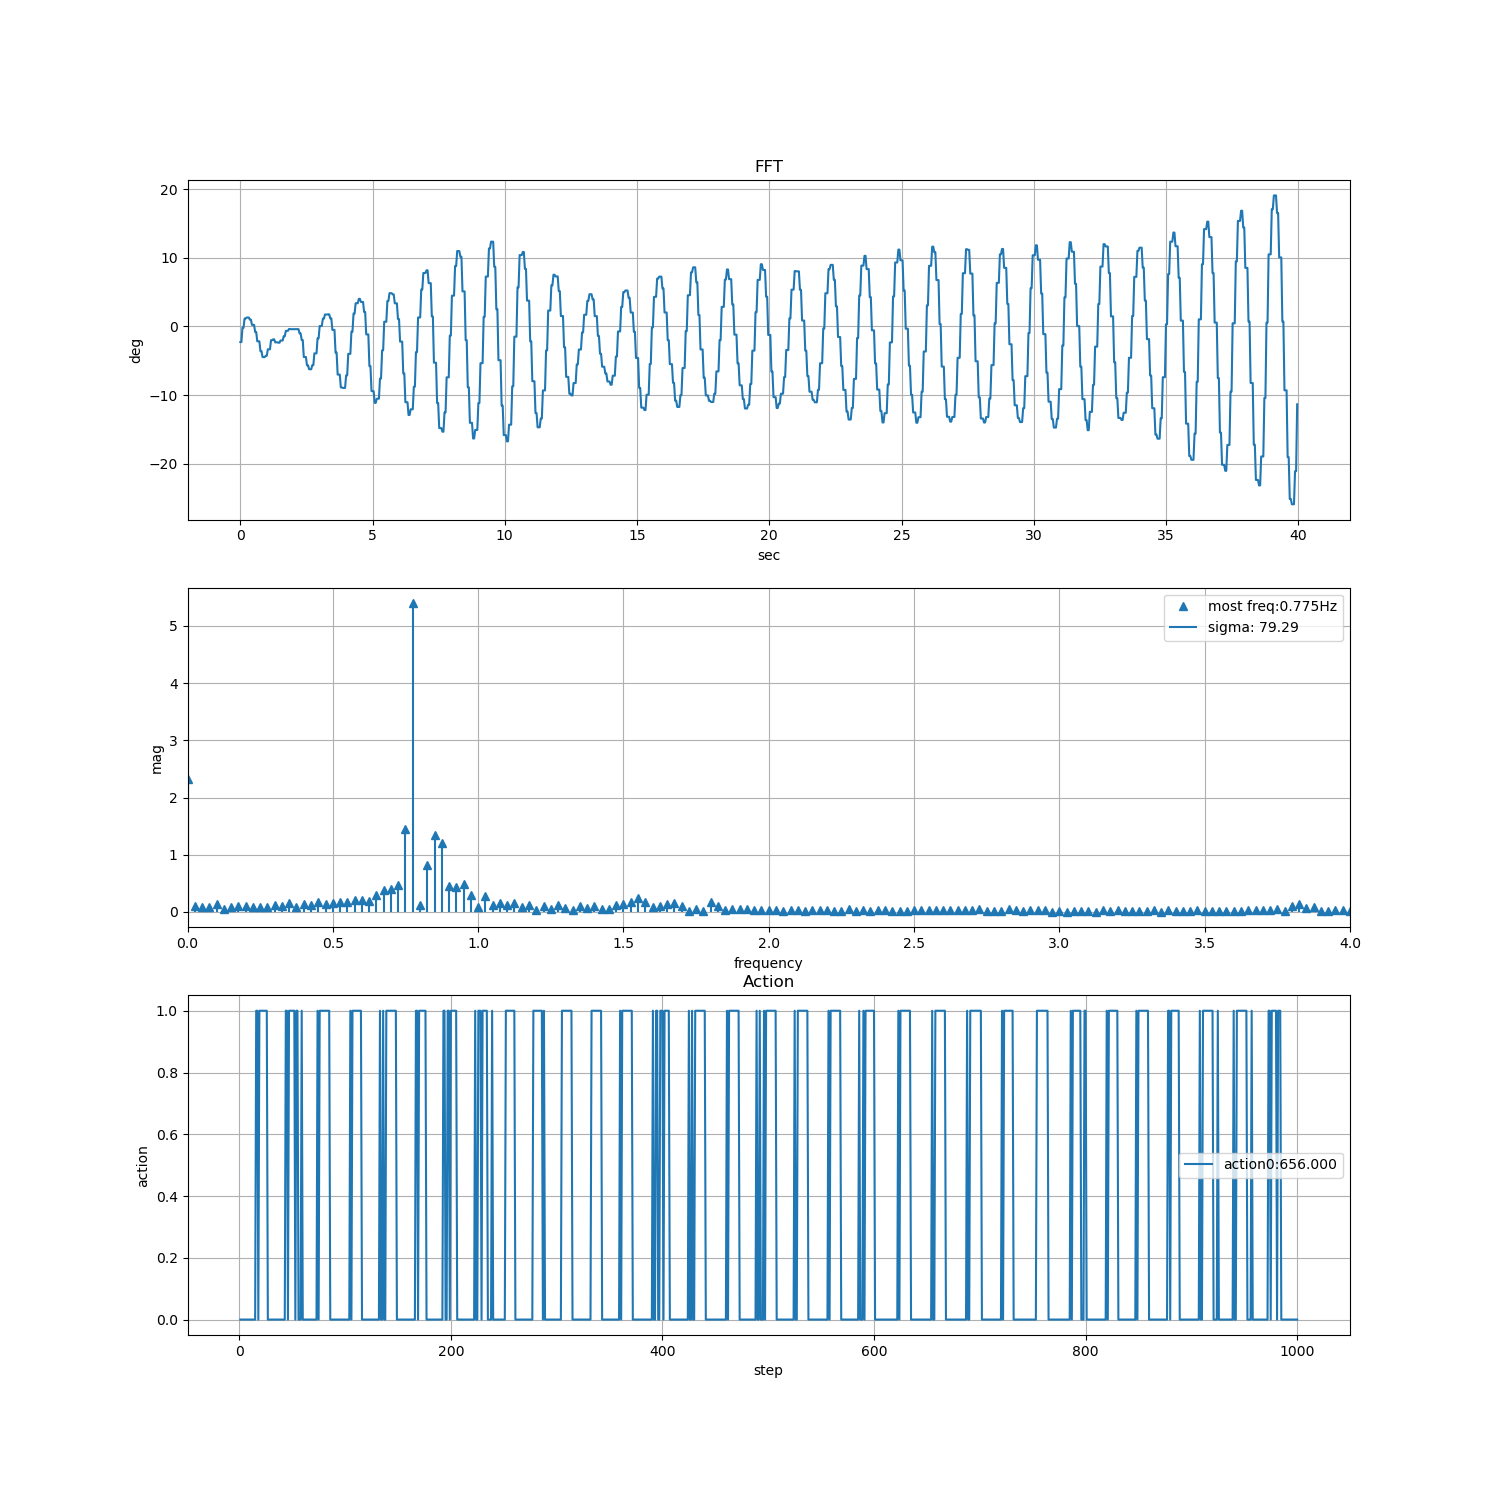 FFT
20
10
0
−10
−20
deg
0 5 10 15 20 25 30 35 40
sec
5
4
3
2
1
0
mag
most freq:0.775Hz
sigma: 79.29
0.0 0.5 1.0 1.5 2.0 2.5 3.0 3.5 4.0
frequency
Action
1.0
0.8
0.6
0.4
0.2
0.0
action
action0:656.000
0 200 400 600 800 1000
step